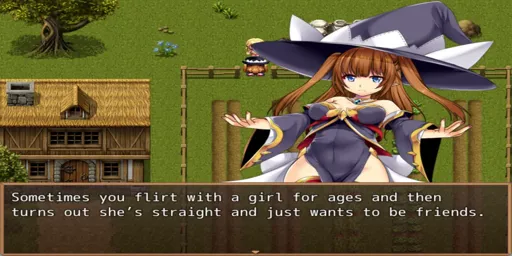 Sometimes you flirt with a girl for ages and then
turns out she's straight and just wants to be friends.